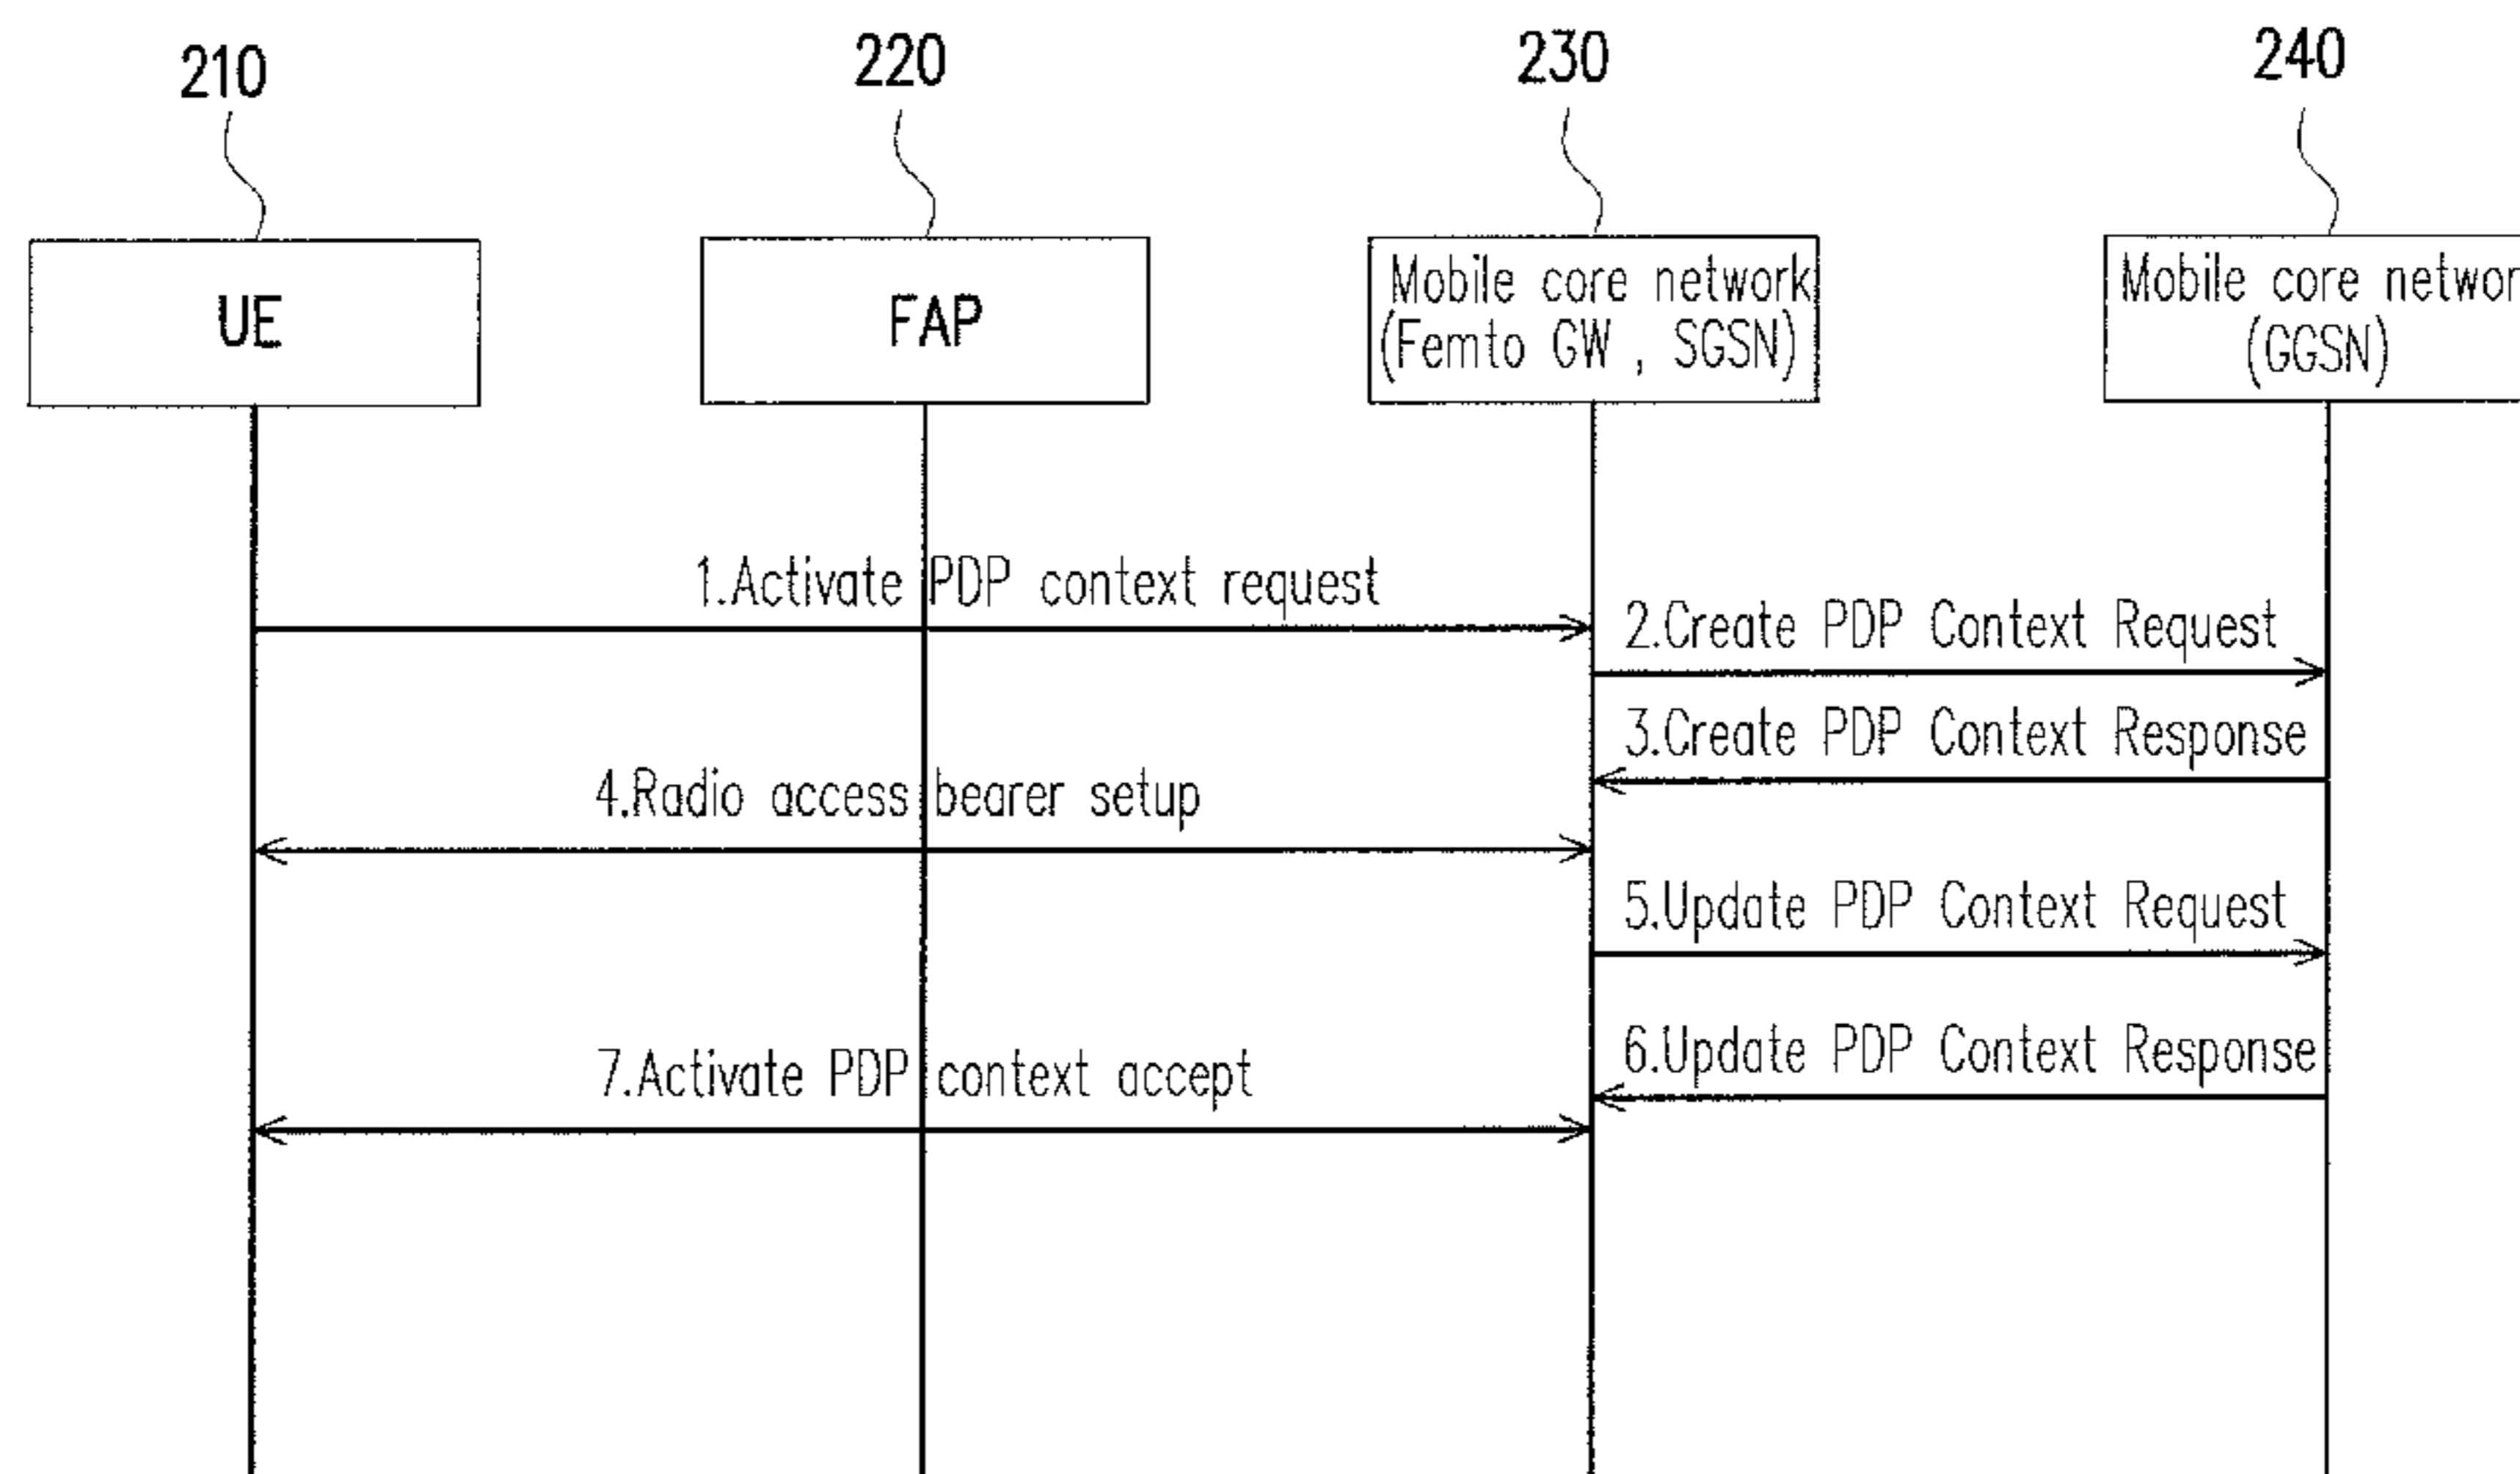 210
220
230
240
UE
FAP
Mobile core network
(Femto GW , SGSN)
Mobile core networ
(GGSN)
1.Activate PDP context request
2.Create PDP Context Request
3.Create PDP Context Response
4.Radio access bearer setup
5.Update PDP Context Request
6.Update PDP Context Response
7.Activate PDP context accept